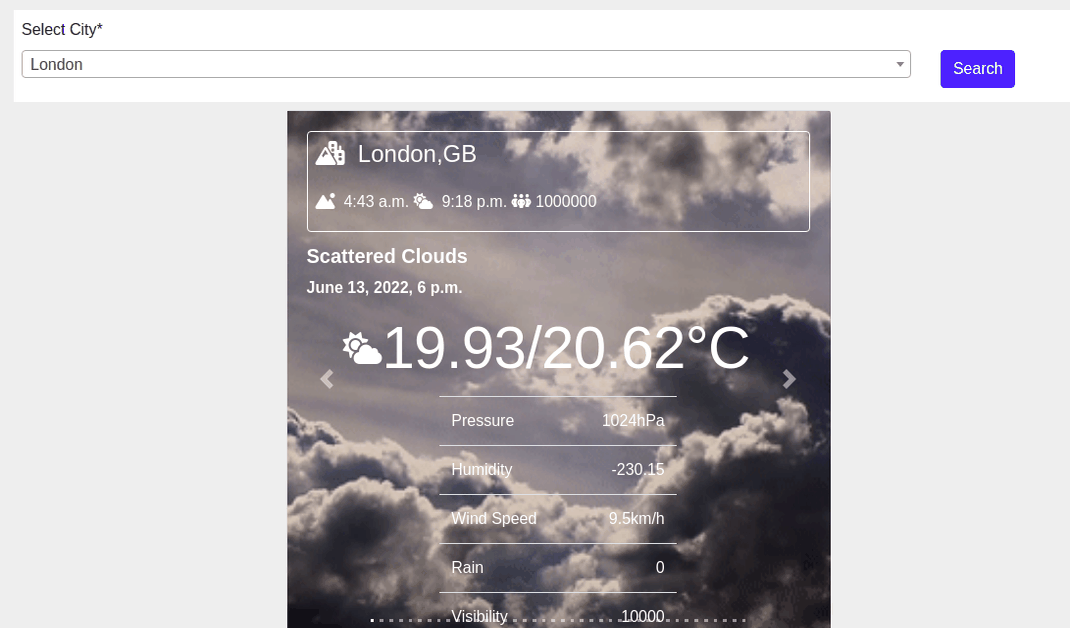 Select City*
London
Search
London,GB
4:43 a.m. 9:18 p.m. 1000000
Scattered Clouds
June 13, 2022, 6 p.m.
19.93/20.62°C
Pressure 1024hPa
Humidity -230.15
Wind Speed 9.5km/h
Rain 0
Visibility 10000